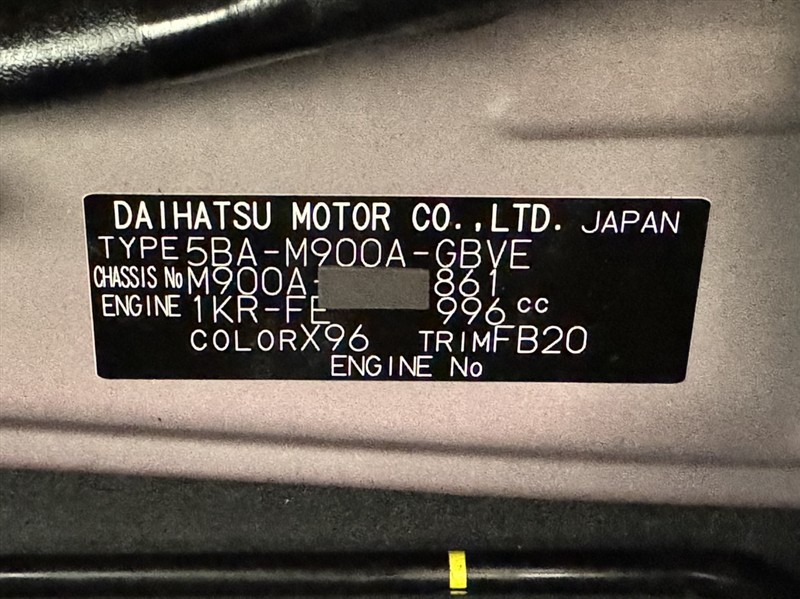 DAIHATSU MOTOR CO.,LTD. JAPAN
TYPE 5BA-M900A-GBVE
CHASSIS No M900A- 861
ENGINE 1KR-FE 996 cc
COLOR X96 TRIM FB20
ENGINE No